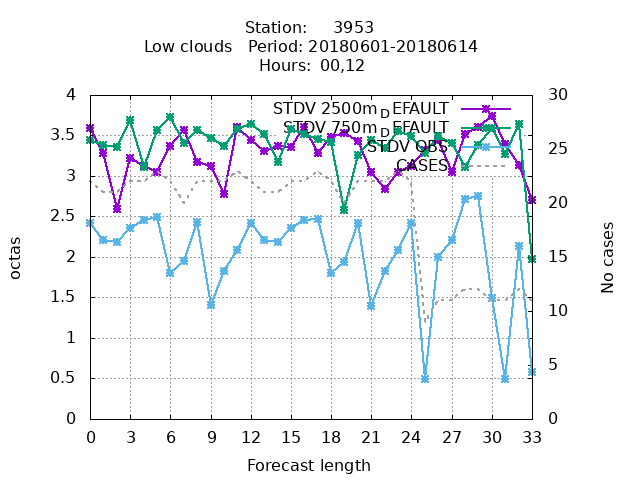 Station: 3953
Low clouds Period: 20180601-20180614
Hours: 00,12
STDV 2500m_DEFAULT
STDV 750m_DEFAULT
STDV OBS
CASES
octas
No cases
4
3.5
3
2.5
2
1.5
1
0.5
0
30
25
20
15
10
5
0
0 3 6 9 12 15 18 21 24 27 30 33
Forecast length